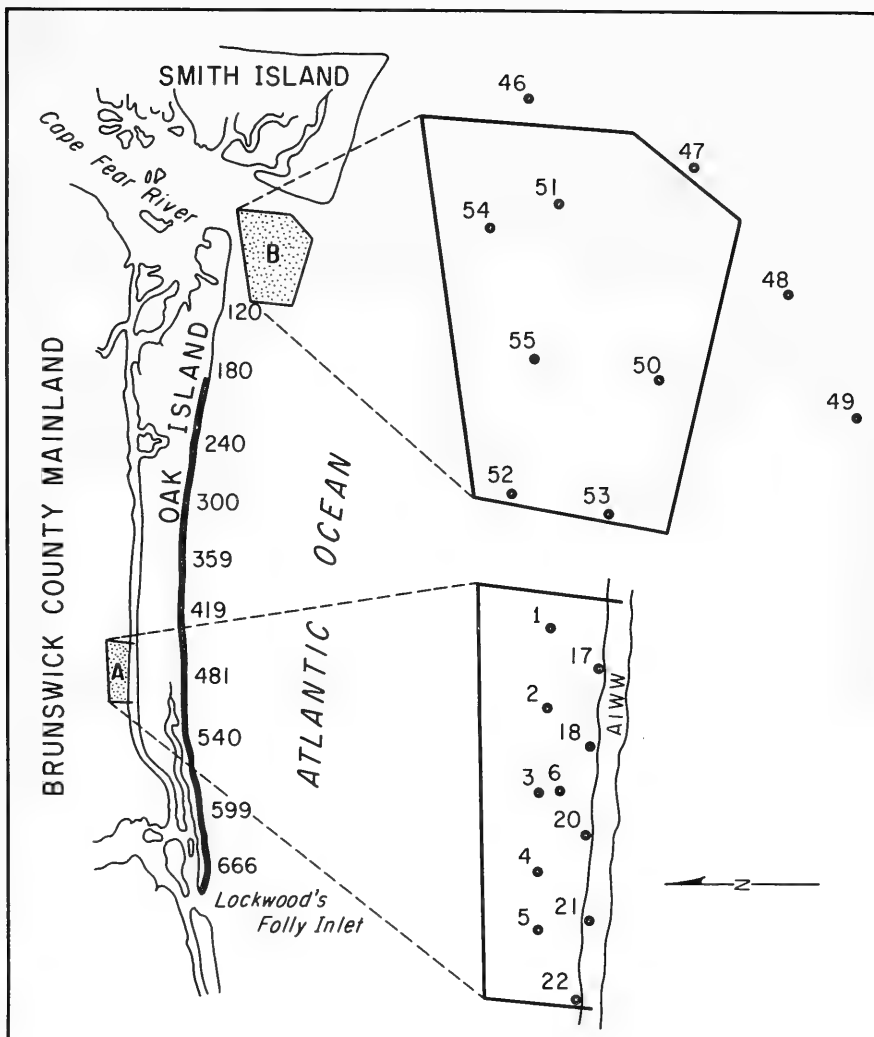 SMITH ISLAND
Cape Fear River
BRUNSWICK COUNTY MAINLAND
OAK ISLAND
ATLANTIC OCEAN
B
120
180
240
300
359
419
481
540
599
666
A
Lockwood's
Folly Inlet
46
47
51
54
48
55
50
49
52
53
1
17
2
18
3
6
20
4
5
21
22
AIWW
N